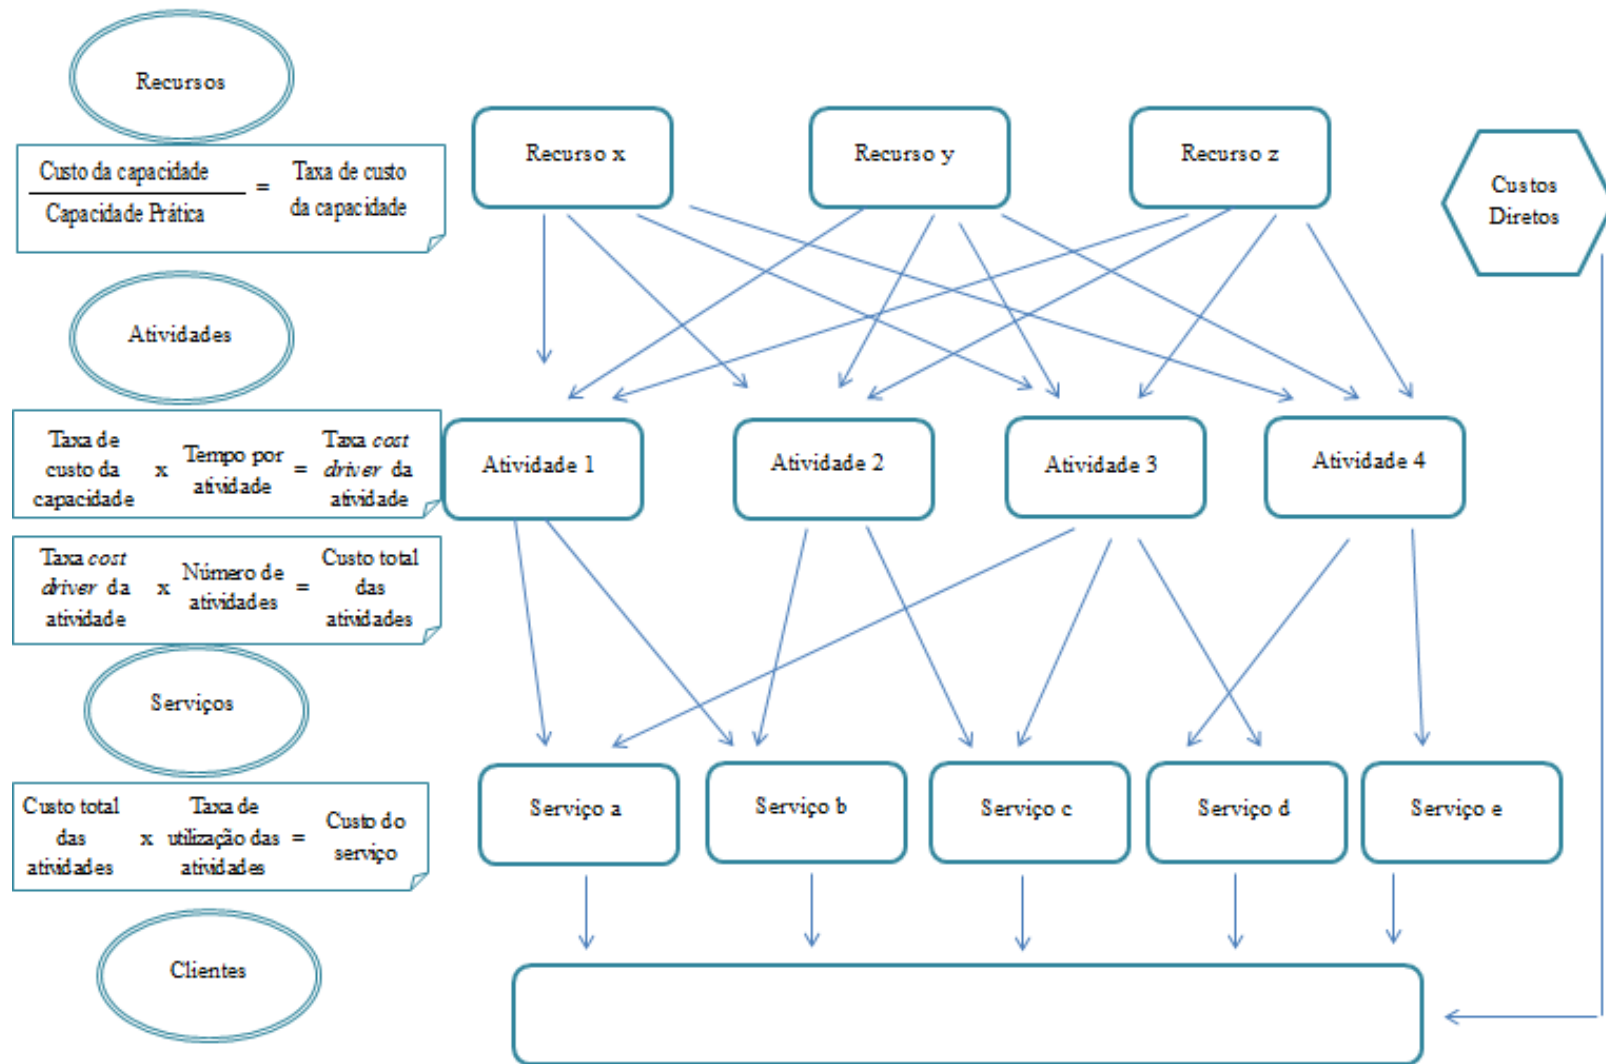 Recursos
Custo da capacidade
Capacidade Prática
=
Taxa de custo
da capacidade
Recurso x
Recurso y
Recurso z
Custos
Diretos
Atividades
Taxa de
custo da
capacidade
x
Tempo por
atividade
=
Taxa cost
driver da
atividade
Atividade 1
Atividade 2
Atividade 3
Atividade 4
Taxa cost
driver da
atividade
x
Número de
atividades
=
Custo total
das
atividades
Serviços
Custo total
das
atividades
x
Taxa de
utilização das
atividades
=
Custo do
serviço
Serviço a
Serviço b
Serviço c
Serviço d
Serviço e
Clientes